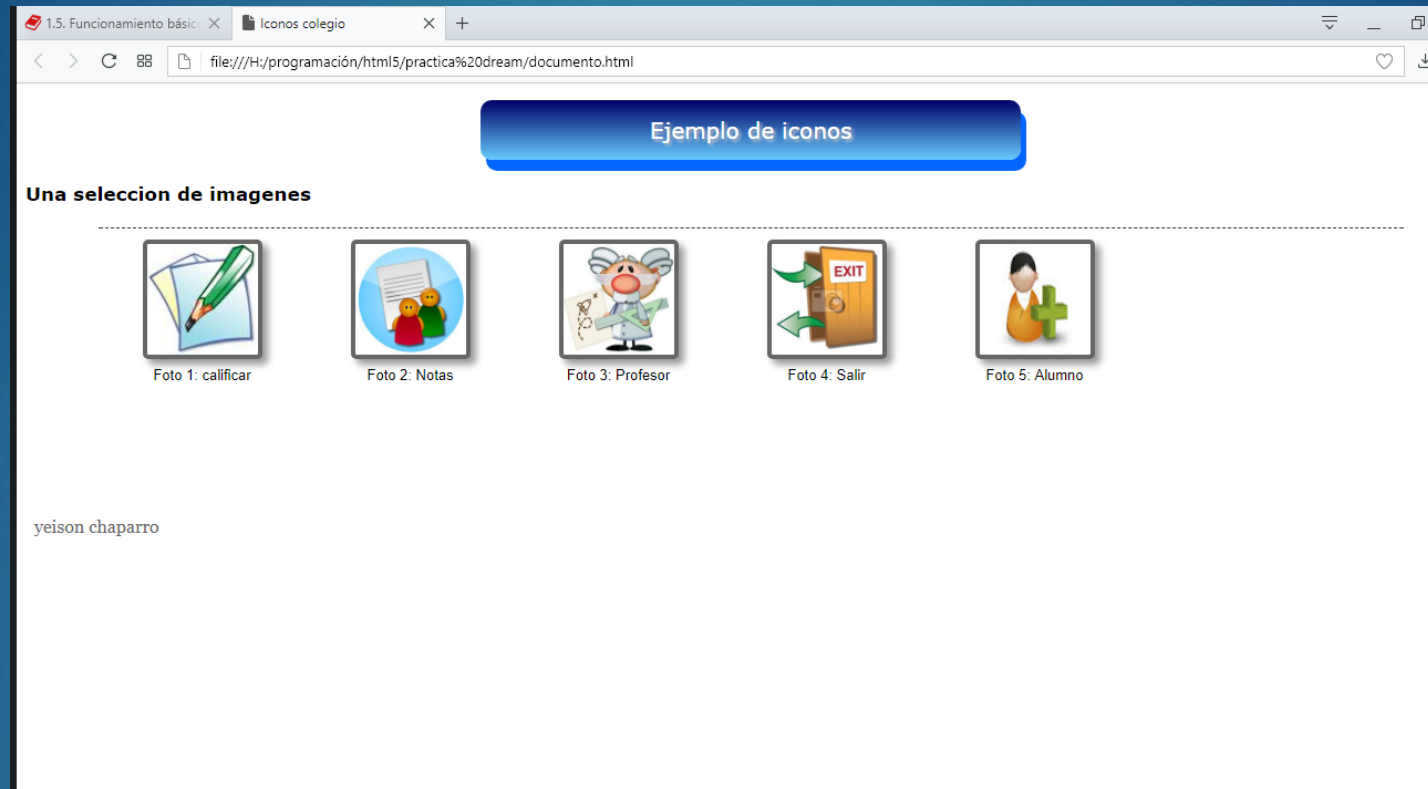 1.5. Funcionamiento básic
Iconos colegio
file:///H:/programación/html5/practica%20dream/documento.html
Ejemplo de iconos
Una seleccion de imagenes
EXIT
Foto 1: calificar
Foto 2: Notas
Foto 3: Profesor
Foto 4: Salir
Foto 5: Alumno
yeison chaparro